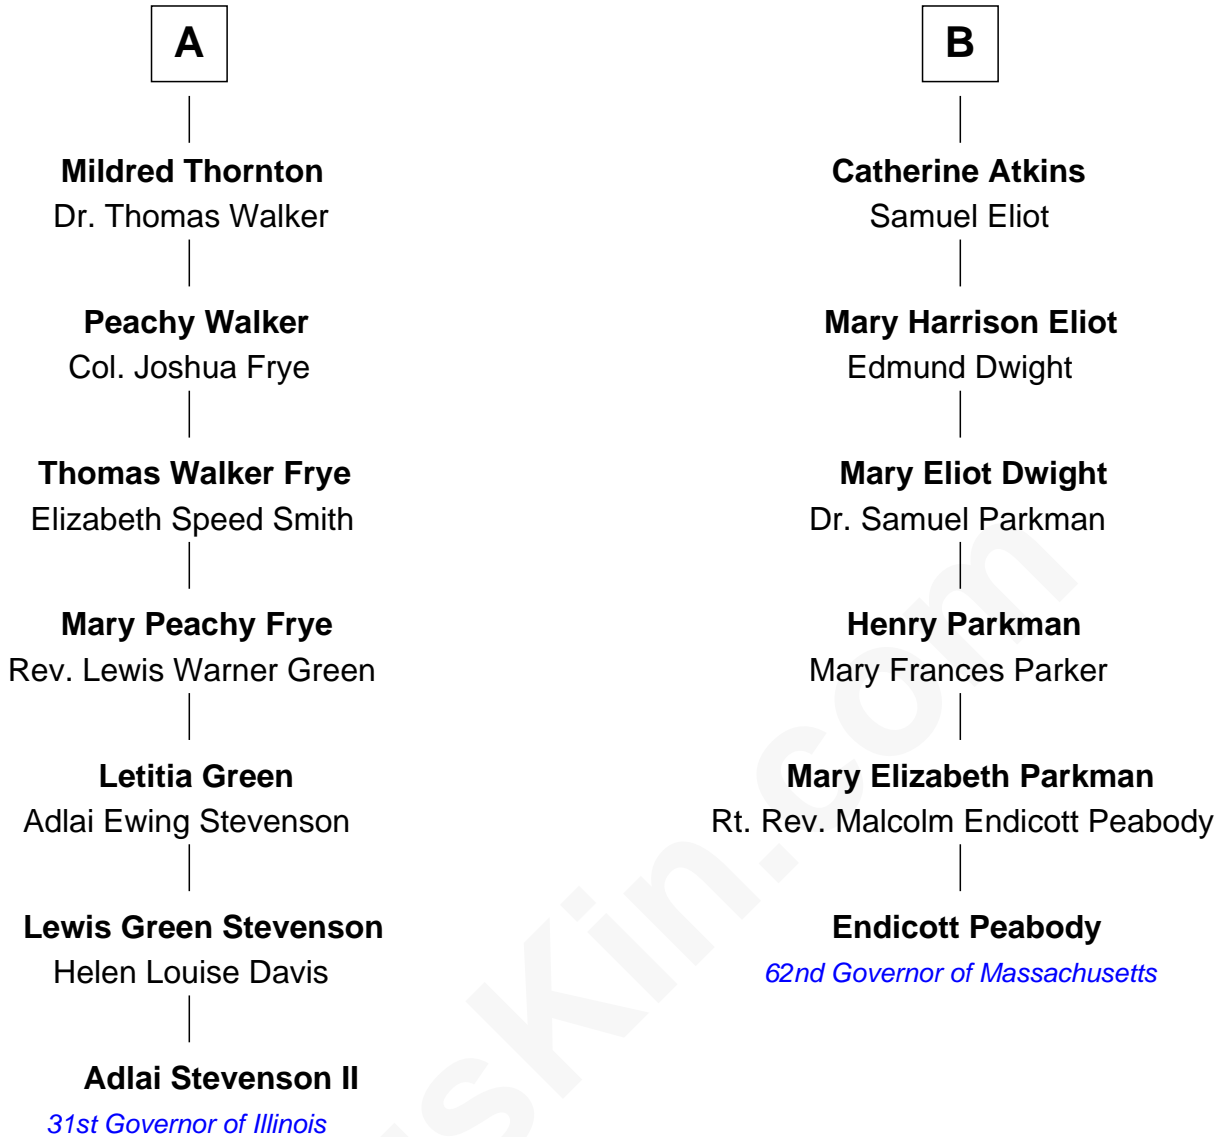 A
Mildred Thornton
Dr. Thomas Walker
Peachy Walker
Col. Joshua Frye
Thomas Walker Frye
Elizabeth Speed Smith
Mary Peachy Frye
Rev. Lewis Warner Green
Letitia Green
Adlai Ewing Stevenson
Lewis Green Stevenson
Helen Louise Davis
Adlai Stevenson II
31st Governor of Illinois
B
Catherine Atkins
Samuel Eliot
Mary Harrison Eliot
Edmund Dwight
Mary Eliot Dwight
Dr. Samuel Parkman
Henry Parkman
Mary Frances Parker
Mary Elizabeth Parkman
Rt. Rev. Malcolm Endicott Peabody
Endicott Peabody
62nd Governor of Massachusetts